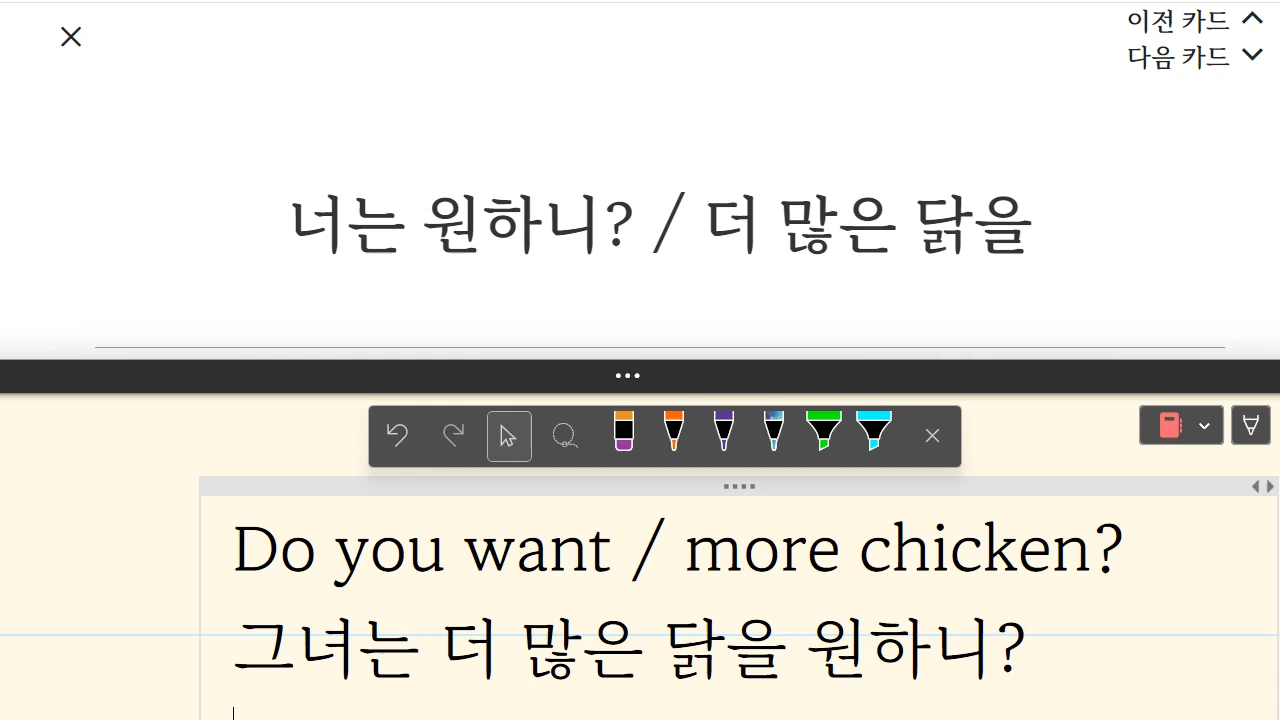 이전 카드
다음 카드
너는 원하니? / 더 많은 닭을
Do you want / more chicken?
그녀는 더 많은 닭을 원하니?